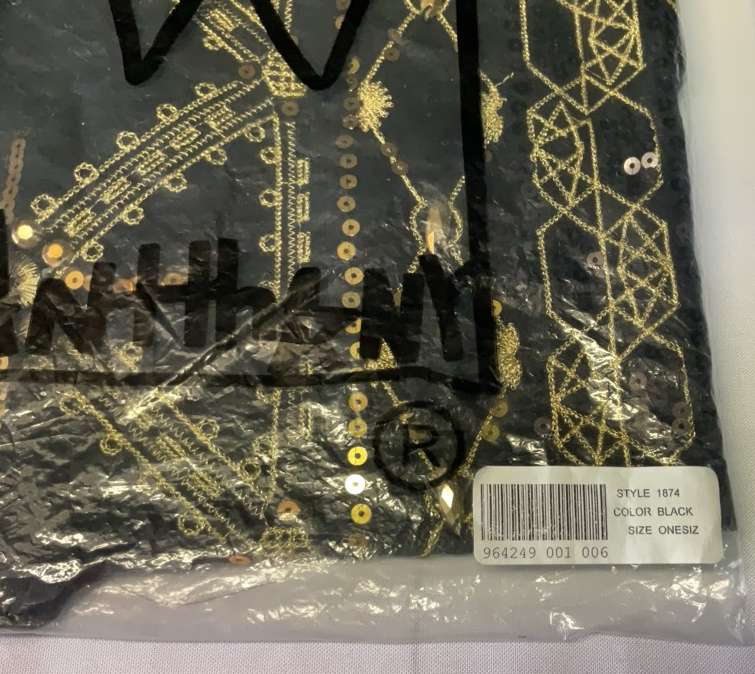 ®
STYLE 1874
COLOR BLACK
SIZE ONESIZ
964249 001 006